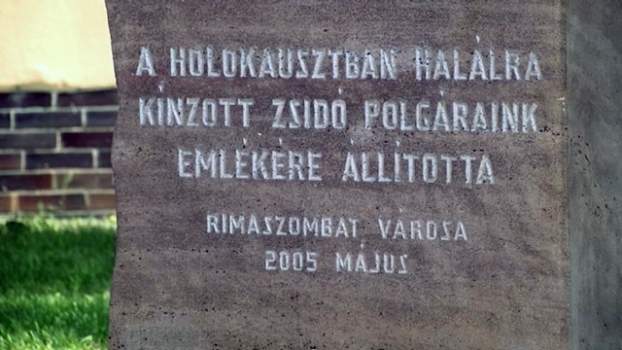 A HOLOKAUSZTBAN HALÁLRA
KÍNZOTT ZSIDÓ POLGÁRAINK
EMLÉKÉRE ÁLLÍTOTTA
RIMASZOMBAT VÁROSA
2005 MÁJUS